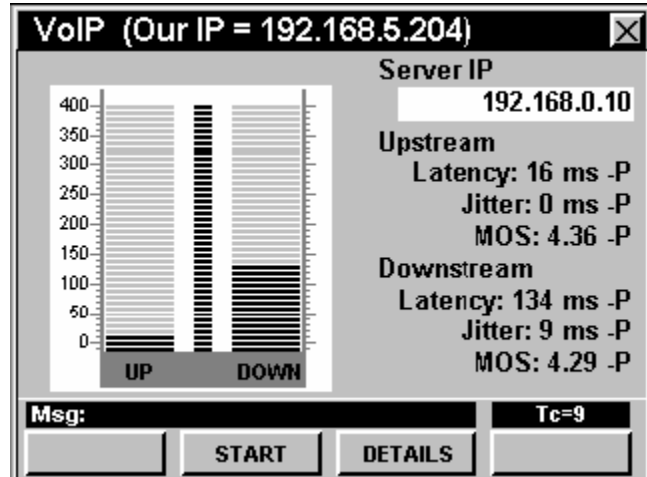 VoIP (Our IP = 192.168.5.204)
Server IP
192.168.0.10
Upstream
Latency: 16 ms -P
Jitter: 0 ms -P
MOS: 4.36 -P
Downstream
Latency: 134 ms -P
Jitter: 9 ms -P
MOS: 4.29 -P
400
350
300
250
200
150
100
50
0
UP DOWN
Msg: Tc=9
START DETAILS